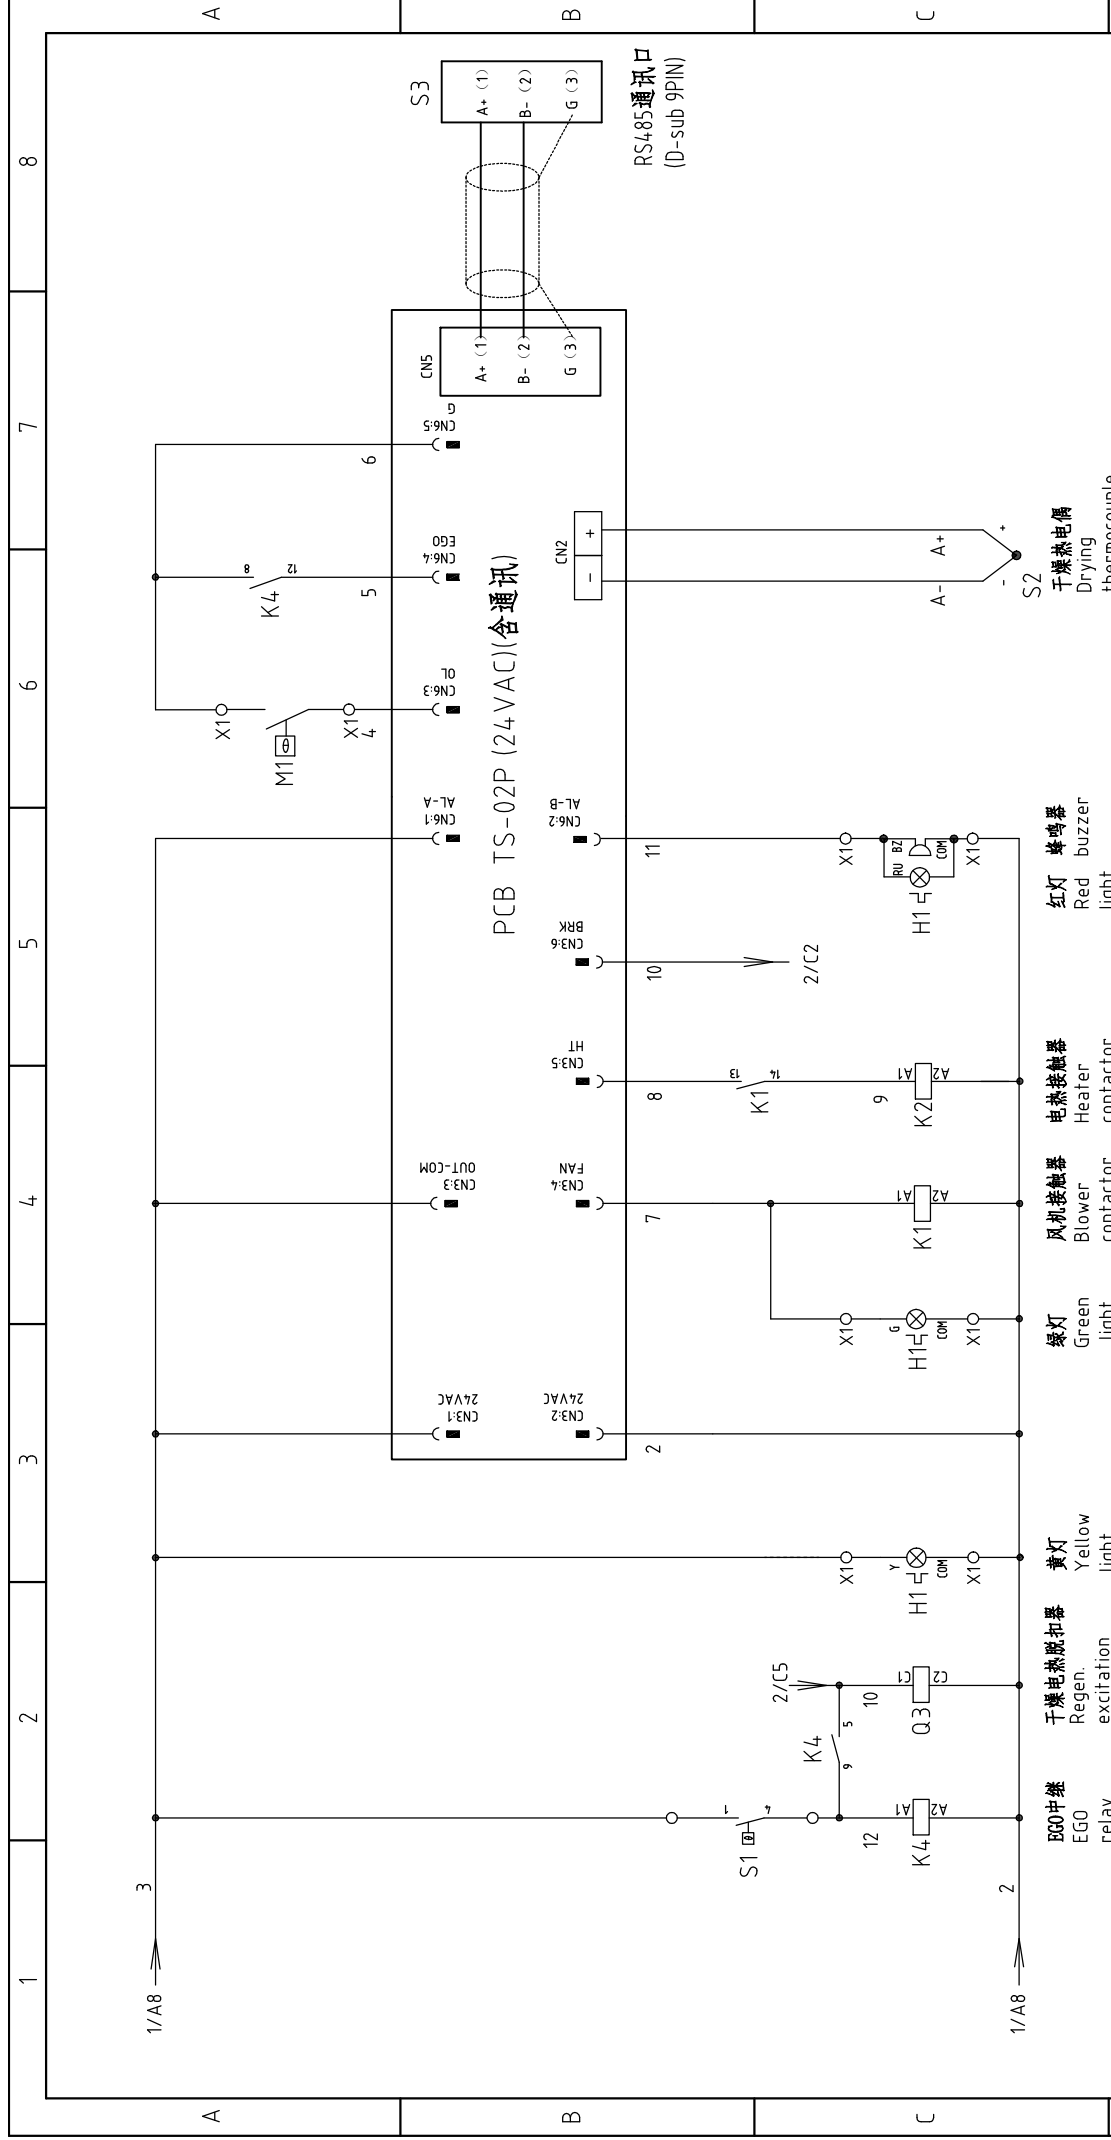 1
2
3
4
5
6
7
8
A
A
B
B
C
C
1/A8
3
1/A8
2
S1
1
4
12
K4
A1
A2
EGO中继
EGO
relay
K4
9
5
2/C5
10
Q3
C1
C2
干燥电热脱扣器
Regen.
excitation
X1
Y
H1
COM
X1
黄灯
Yellow
light
CN3:1
24VAC
CN3:2
24VAC
2
X1
G
H1
COM
X1
绿灯
Green
light
CN3:3
OUT-COM
CN3:4
FAN
7
K1
A1
A2
风机接触器
Blower
contactor
CN3:5
HT
8
K1
13
14
9
K2
A1
A2
电热接触器
Heater
contactor
CN3:6
BRK
10
2/C2
PCB TS-02P (24VAC)(含通讯)
CN6:1
AL-A
CN6:2
AL-B
11
X1
RU
BZ
H1
COM
X1
红灯 蜂鸣器
Red buzzer
light
X1
M1
θ
X1
4
CN6:3
OL
K4
8
12
5
CN6:4
EGO
6
CN6:5
G
CN2
- +
A-
A+
-
+
S2
干燥热电偶
Drying
thermocouple
CN5
A+ (1)
B- (2)
G (3)
S3
A+ (1)
B- (2)
G (3)
RS485通讯口
(D-sub 9PIN)